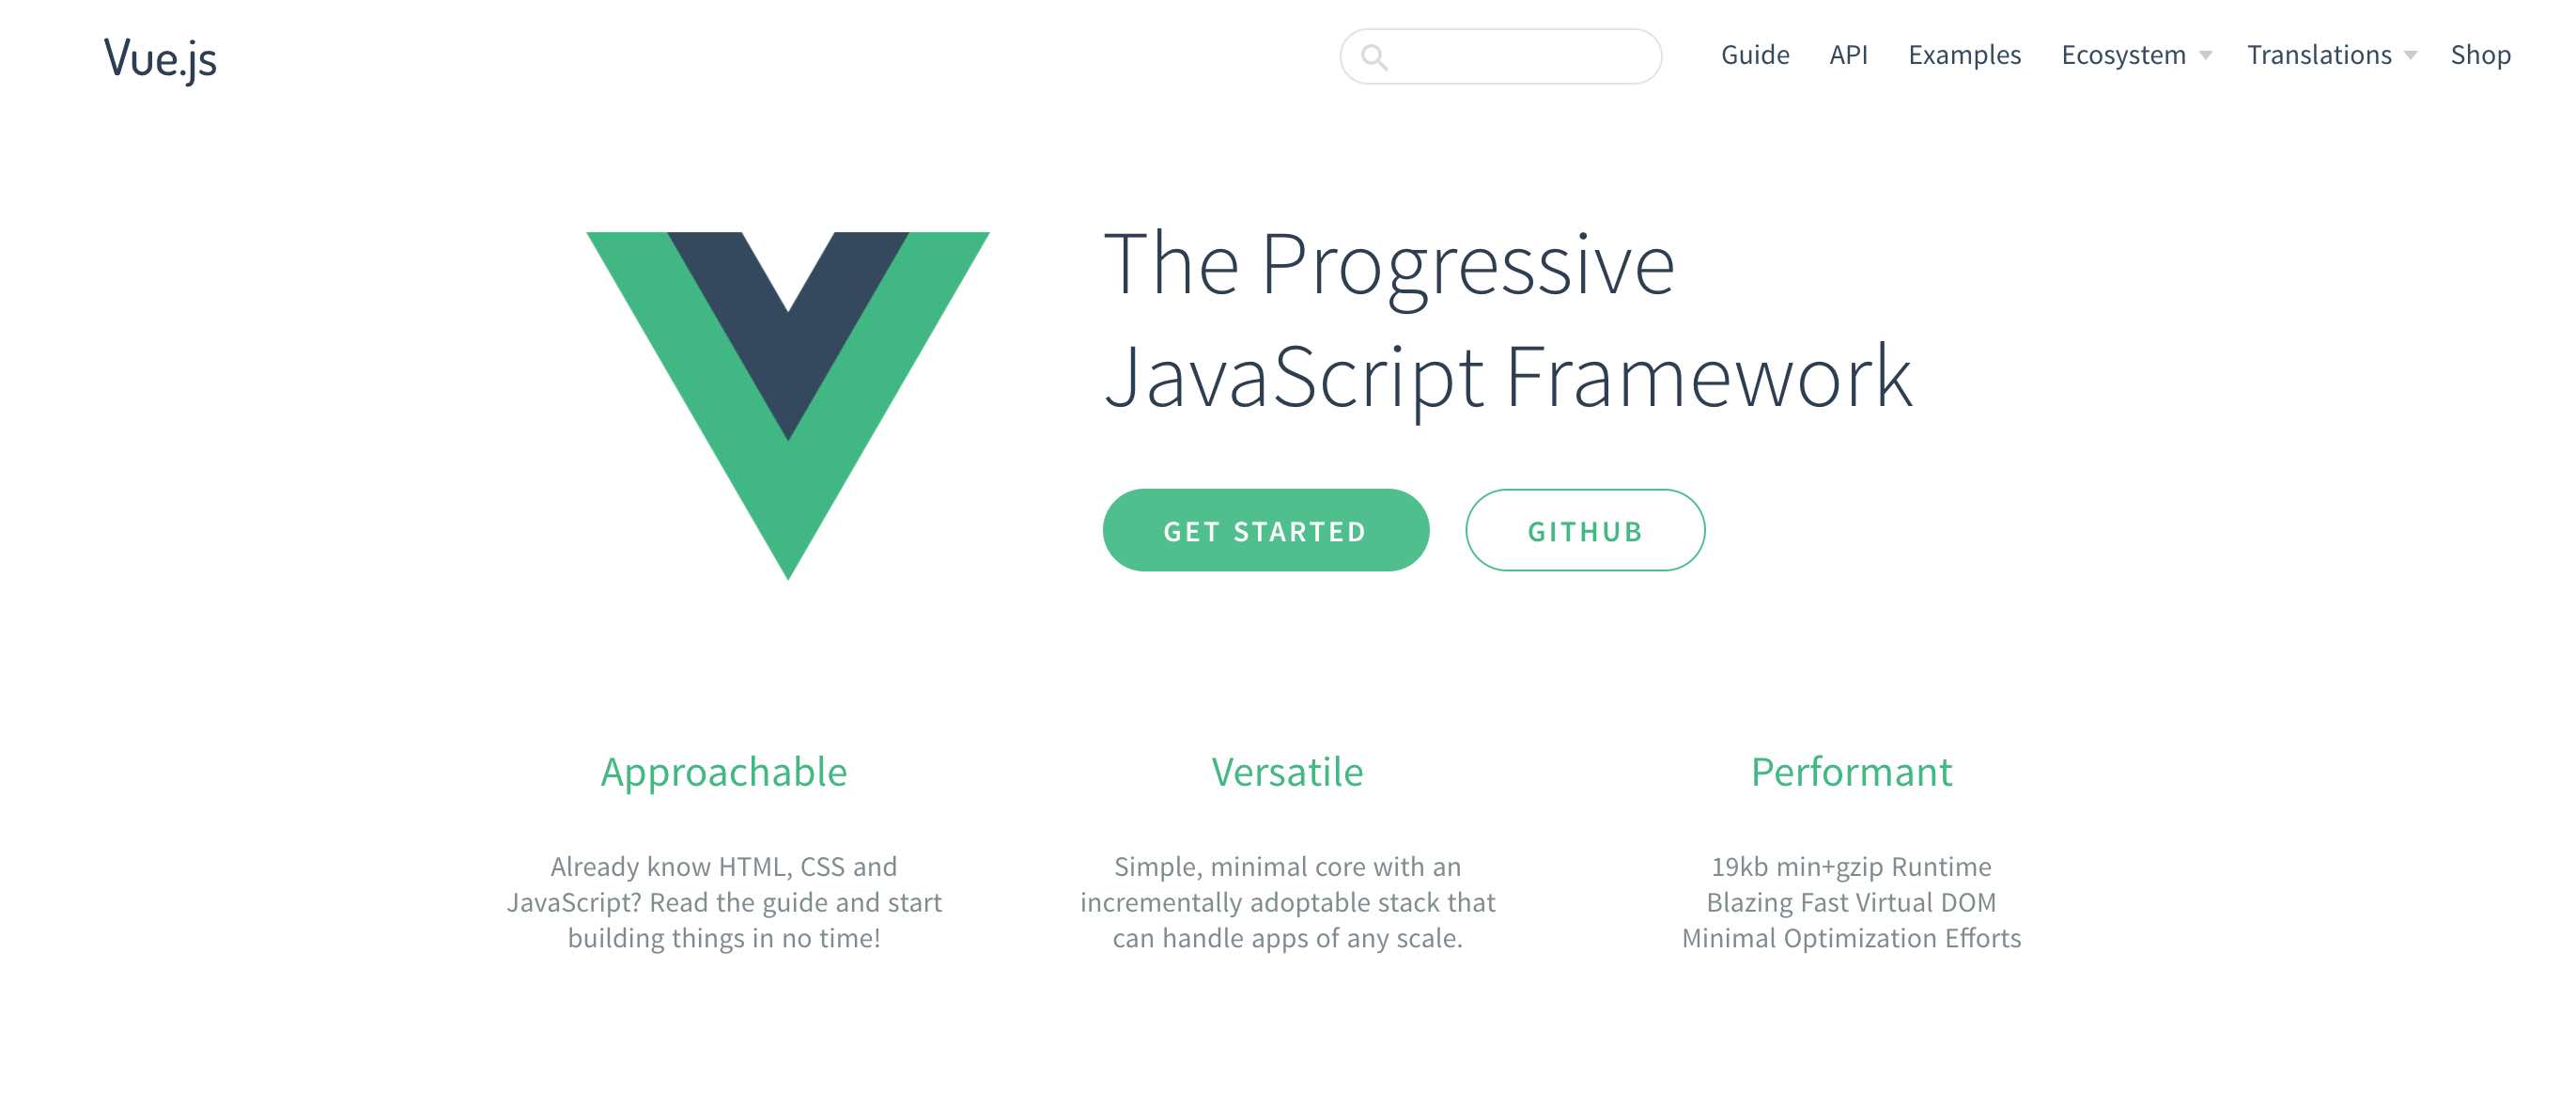 Vue.js
Guide API Examples Ecosystem Translations Shop
The Progressive
JavaScript Framework
GET STARTED GITHUB
Approachable
Already know HTML, CSS and
JavaScript? Read the guide and start
building things in no time!
Versatile
Simple, minimal core with an
incrementally adoptable stack that
can handle apps of any scale.
Performant
19kb min+gzip Runtime
Blazing Fast Virtual DOM
Minimal Optimization Efforts